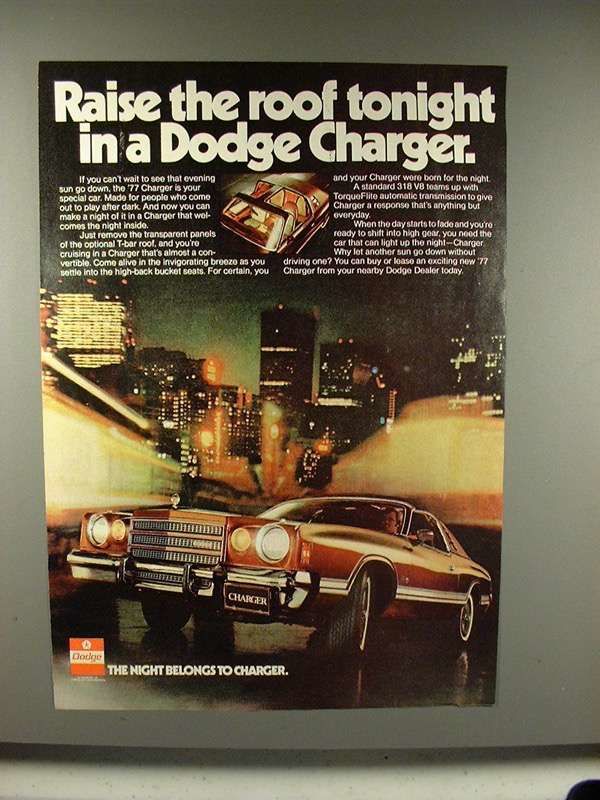 Raise the roof tonight
in a Dodge Charger.
If you can't wait to see that evening
sun go down, the '77 Charger is your
special car. Made for people who come
out to play after dark. And now you can
make a night of it in a Charger that wel-
comes the night inside.
Just remove the transparent panels
of the optional T-bar roof, and you're
cruising in a Charger that's almost a con-
vertible. Come alive in the invigorating breeze as you
settle into the high-back bucket seats. For certain, you
and your Charger were born for the night.
A standard 318 V8 teams up with
TorqueFlite automatic transmission to give
Charger a response that's anything but
everyday.
When the day starts to fade and you're
ready to shift into high gear, you need the
car that can light up the night—Charger.
Why let another sun go down without
driving one? You can buy or lease an exciting new '77
Charger from your nearby Dodge Dealer today.
CHARGER
Dodge
THE NIGHT BELONGS TO CHARGER.